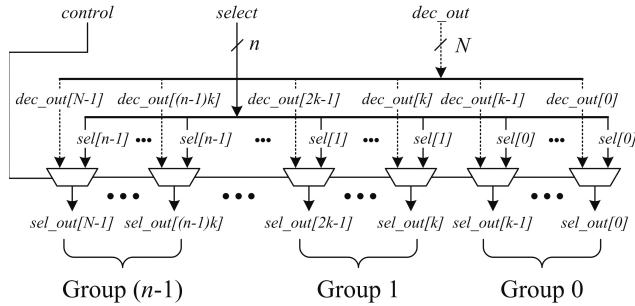 control select dec_out
n N
dec_out[N-1] dec_out[(n-1)k] dec_out[2k-1] dec_out[k] dec_out[k-1] dec_out[0]
sel[n-1] ••• sel[n-1] ••• sel[1] ••• sel[1] sel[0] ••• sel[0]
••• ••• ••• •••
sel_out[N-1] sel_out[(n-1)k] sel_out[2k-1] sel_out[k] sel_out[k-1] sel_out[0]
Group (n-1) Group 1 Group 0